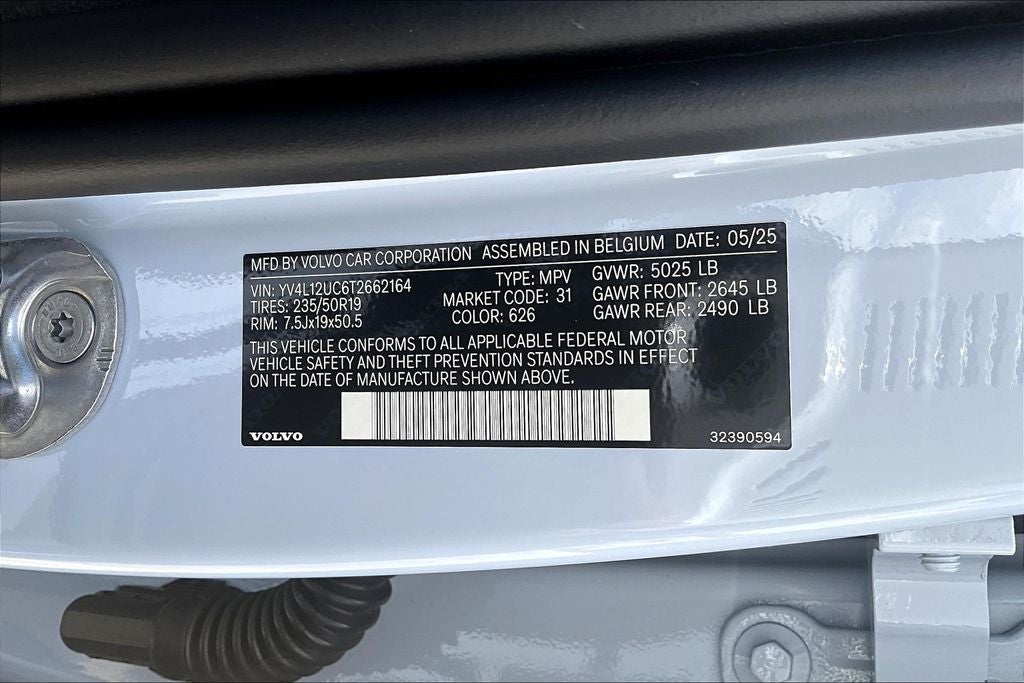 MFD BY VOLVO CAR CORPORATION ASSEMBLED IN BELGIUM DATE: 05/25
VIN: YV4L12UC6T2662164 TYPE: MPV GVWR: 5025 LB
TIRES: 235/50R19 MARKET CODE: 31 GAWR FRONT: 2645 LB
RIM: 7.5Jx19x50.5 COLOR: 626 GAWR REAR: 2490 LB
THIS VEHICLE CONFORMS TO ALL APPLICABLE FEDERAL MOTOR
VEHICLE SAFETY AND THEFT PREVENTION STANDARDS IN EFFECT
ON THE DATE OF MANUFACTURE SHOWN ABOVE.
VOLVO 32390594